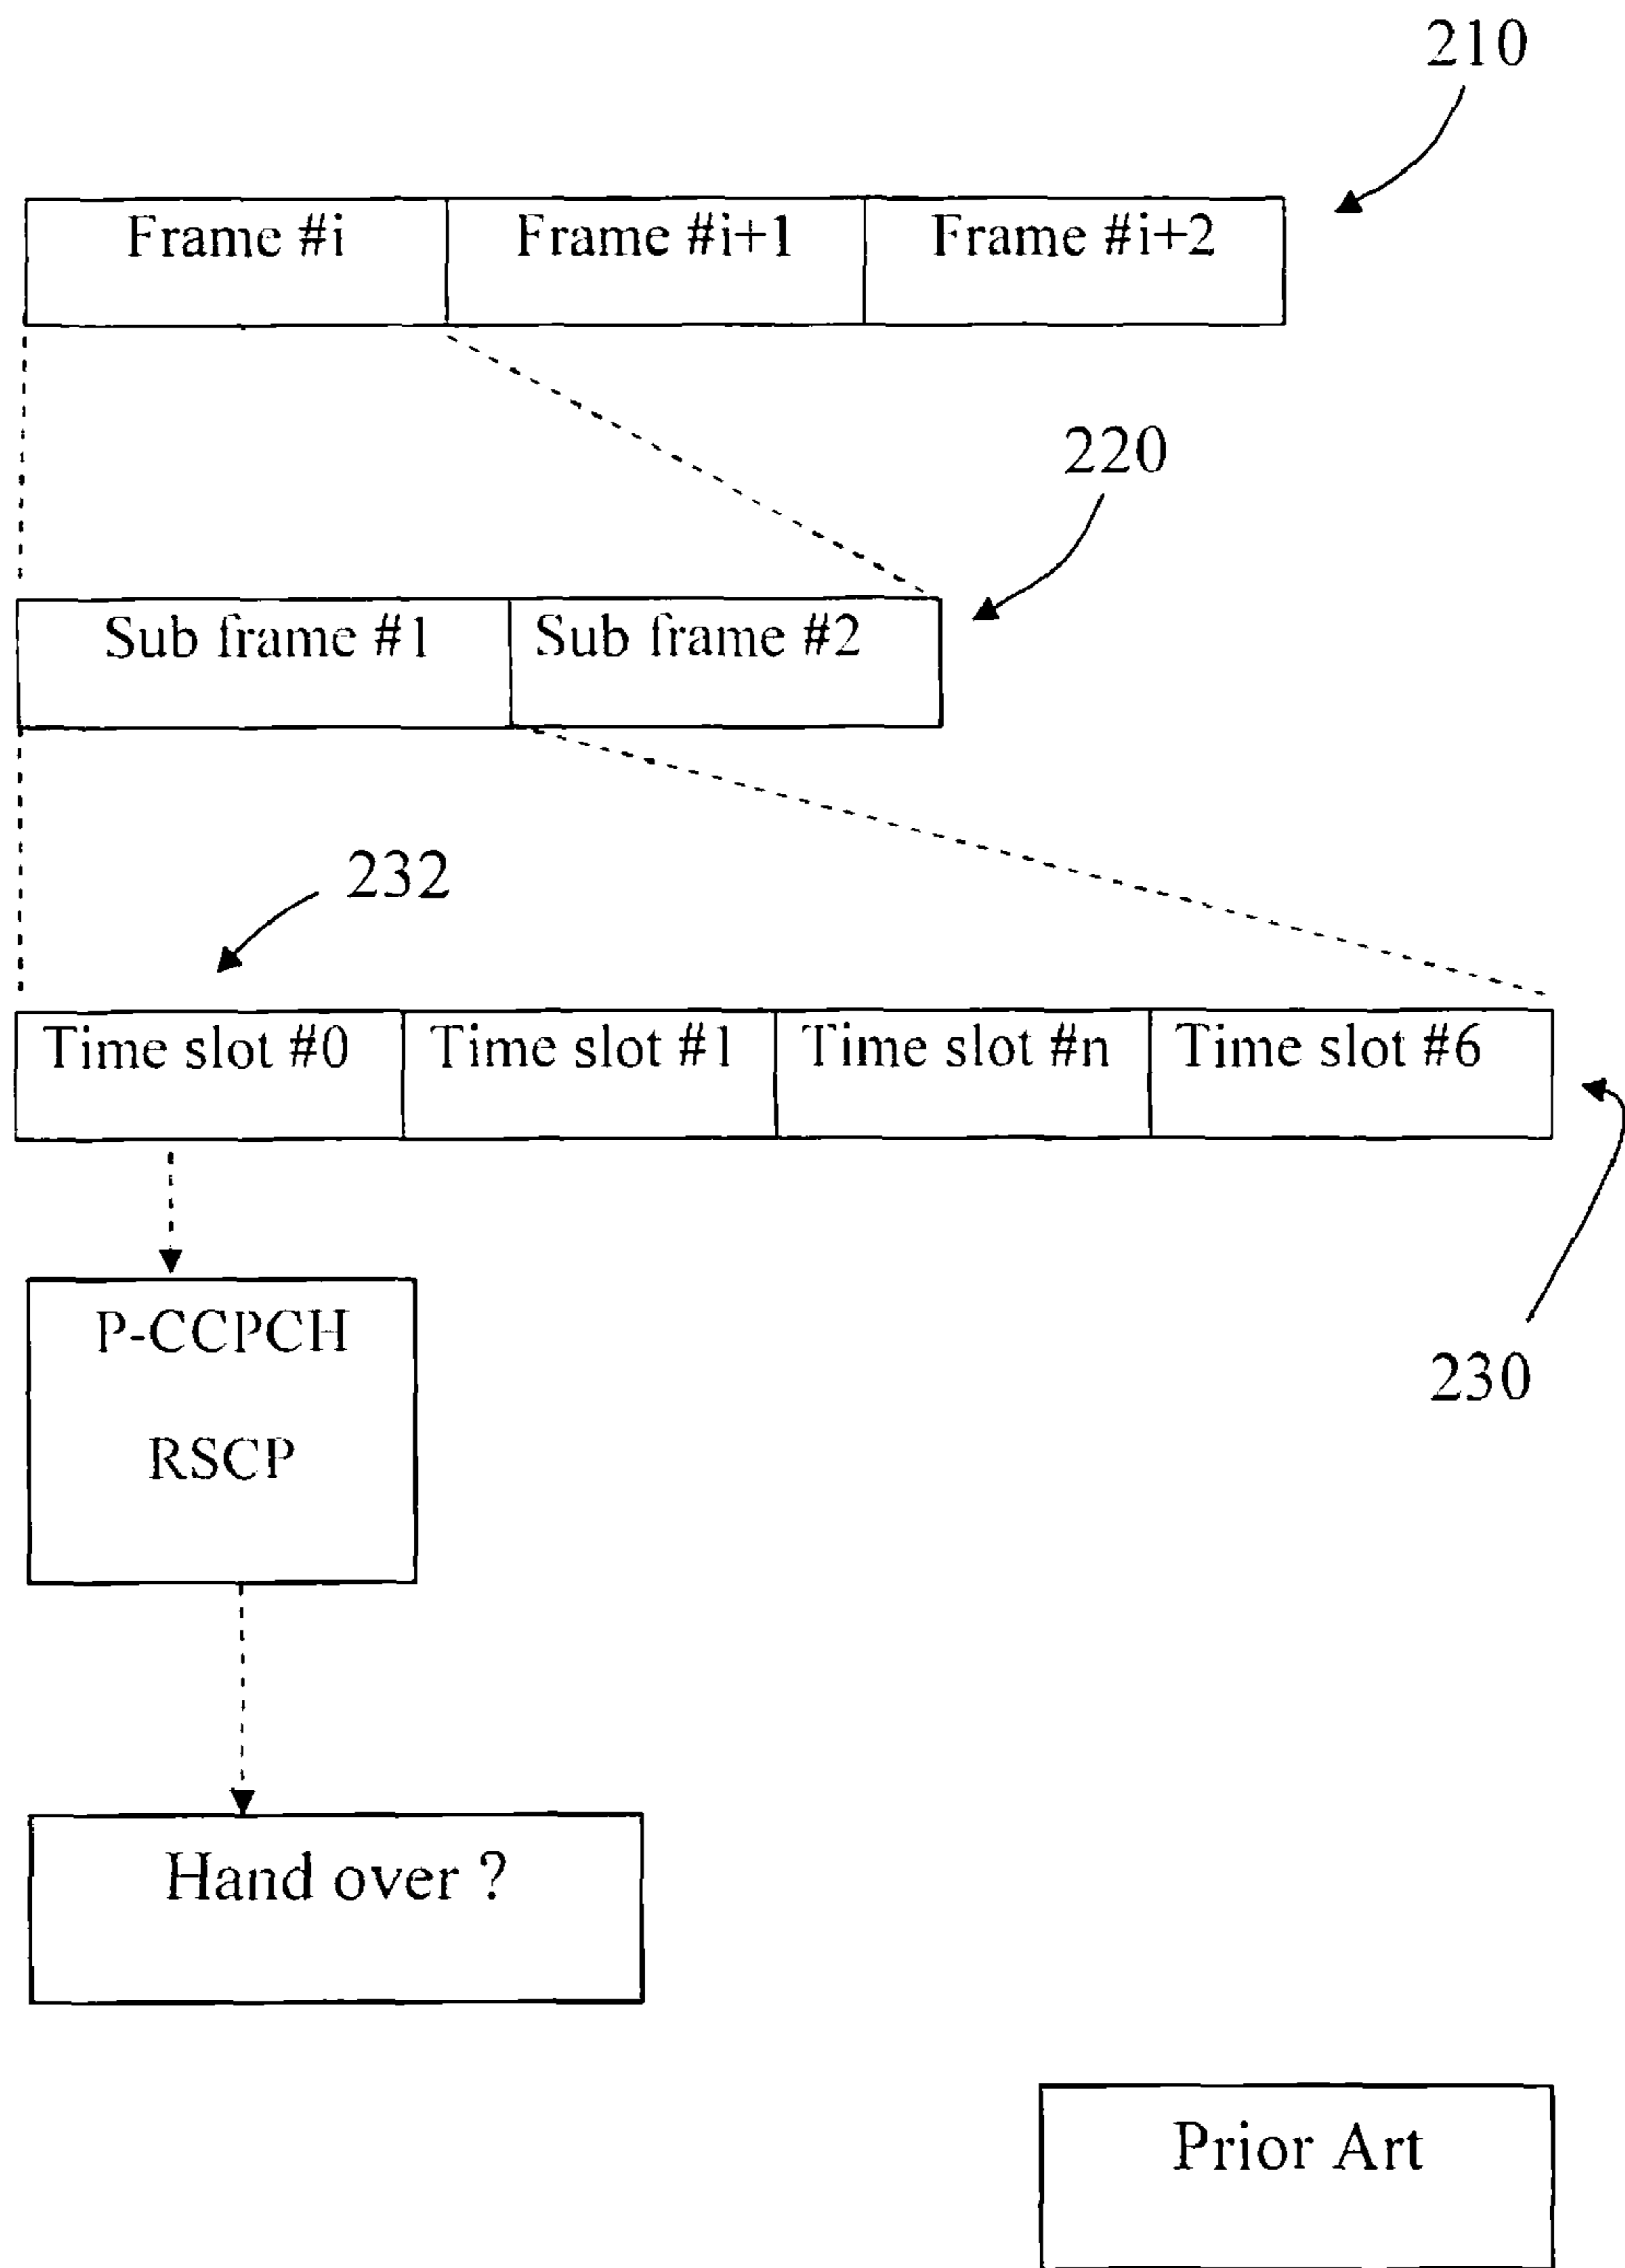 210
Frame #i Frame #i+1 Frame #i+2
220
Sub frame #1 Sub frame #2
232
Time slot #0 Time slot #1 Time slot #n Time slot #6
P-CCPCH
RSCP
230
Hand over ?
Prior Art